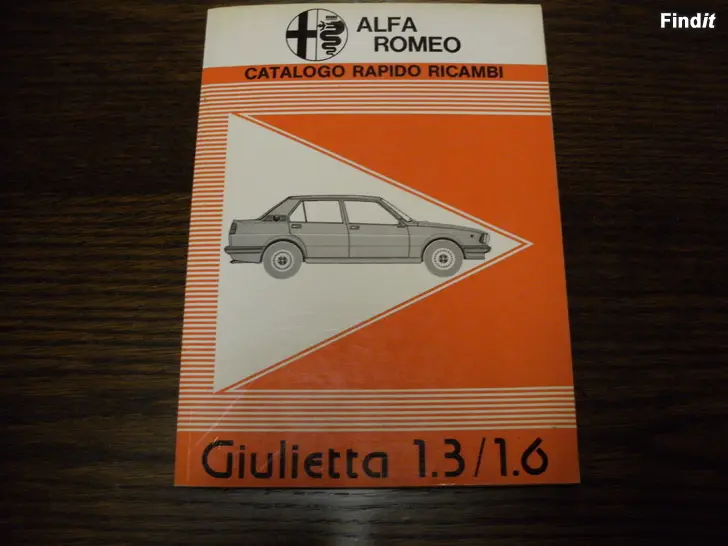 Findit
ALFA
ROMEO
CATALOGO RAPIDO RICAMBI
Giulietta 1.3/1.6